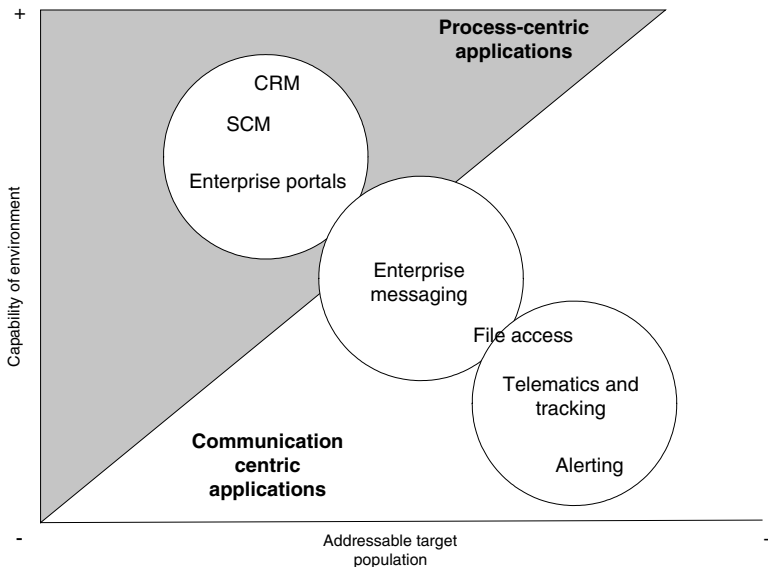 +
Process-centric
applications
CRM
SCM
Enterprise portals
Capability of environment
Enterprise
messaging
File access
Telematics and
tracking
Alerting
Communication
centric
applications
-
Addressable target
population